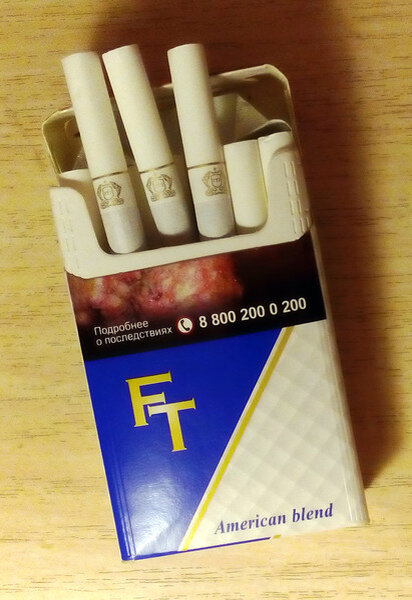 Подробнее
о последствиях
8 800 200 0 200
FT
American blend